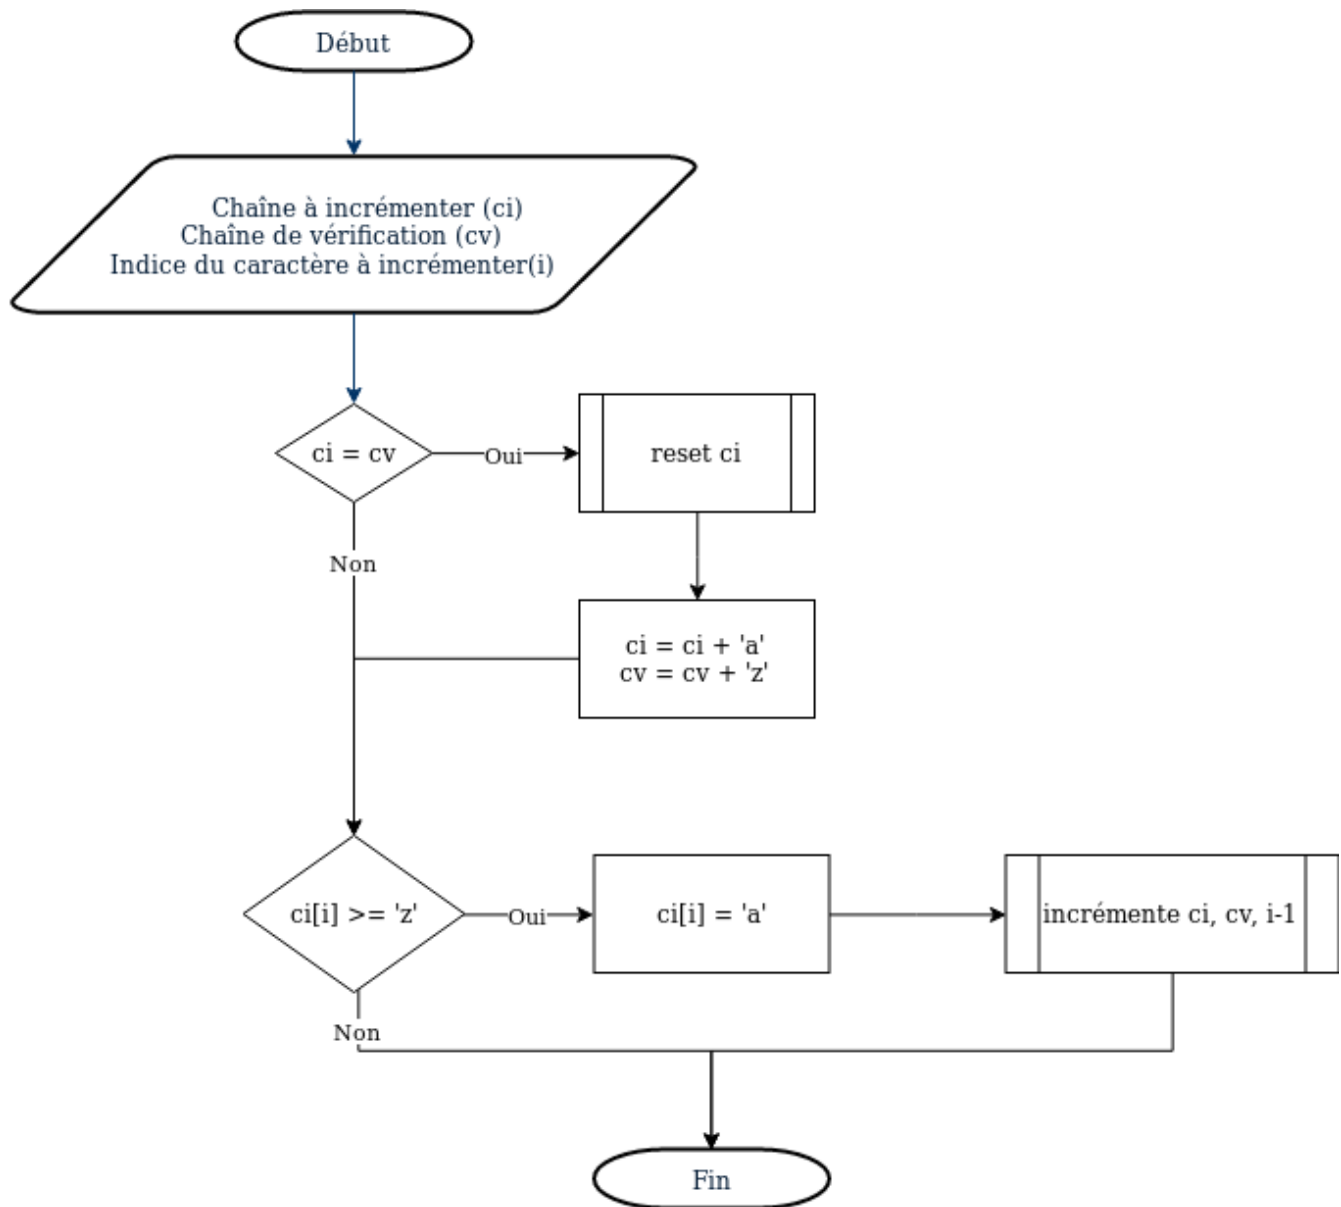 Début
Chaîne à incrémenter (ci)
Chaîne de vérification (cv)
Indice du caractère à incrémenter(i)
ci = cv
Oui
reset ci
Non
ci = ci + 'a'
cv = cv + 'z'
ci[i] >= 'z'
Oui
ci[i] = 'a'
incrémente ci, cv, i-1
Non
Fin